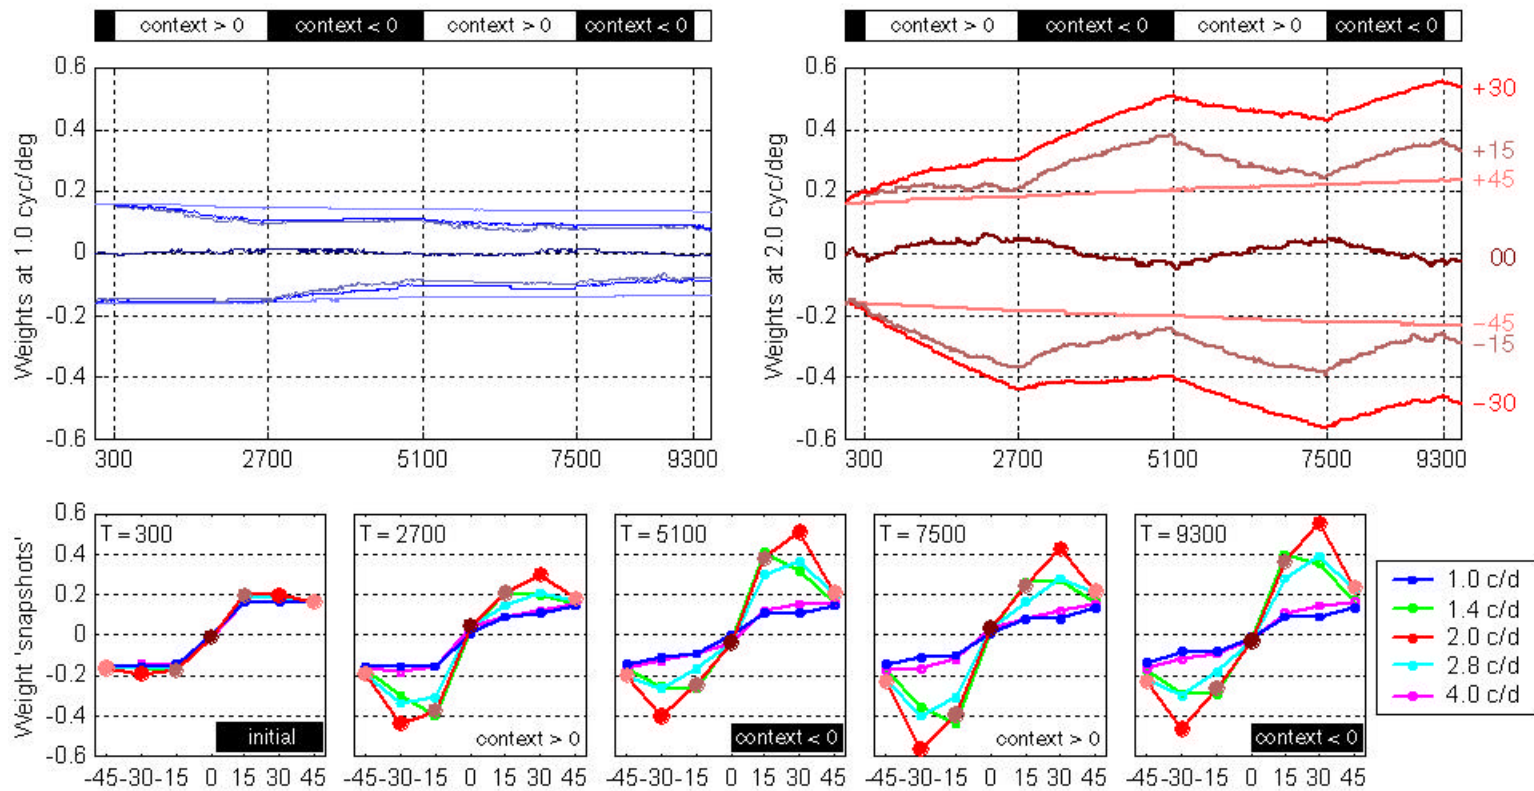 context > 0 context < 0 context > 0 context < 0
context > 0 context < 0 context > 0 context < 0
Weights at 1.0 cyc/deg
0.6
0.4
0.2
0
-0.2
-0.4
-0.6
300 2700 5100 7500 9300
Weights at 2.0 cyc/deg
0.6
0.4
0.2
0
-0.2
-0.4
-0.6
300 2700 5100 7500 9300
+30
+15
+45
00
-45
-15
-30
Weight 'snapshots'
0.6
0.4
0.2
0
-0.2
-0.4
-0.6
T = 300
initial
-45 -30 -15 0 15 30 45
T = 2700
context > 0
-45 -30 -15 0 15 30 45
T = 5100
context < 0
-45 -30 -15 0 15 30 45
T = 7500
context > 0
-45 -30 -15 0 15 30 45
T = 9300
context < 0
-45 -30 -15 0 15 30 45
1.0 c/d
1.4 c/d
2.0 c/d
2.8 c/d
4.0 c/d